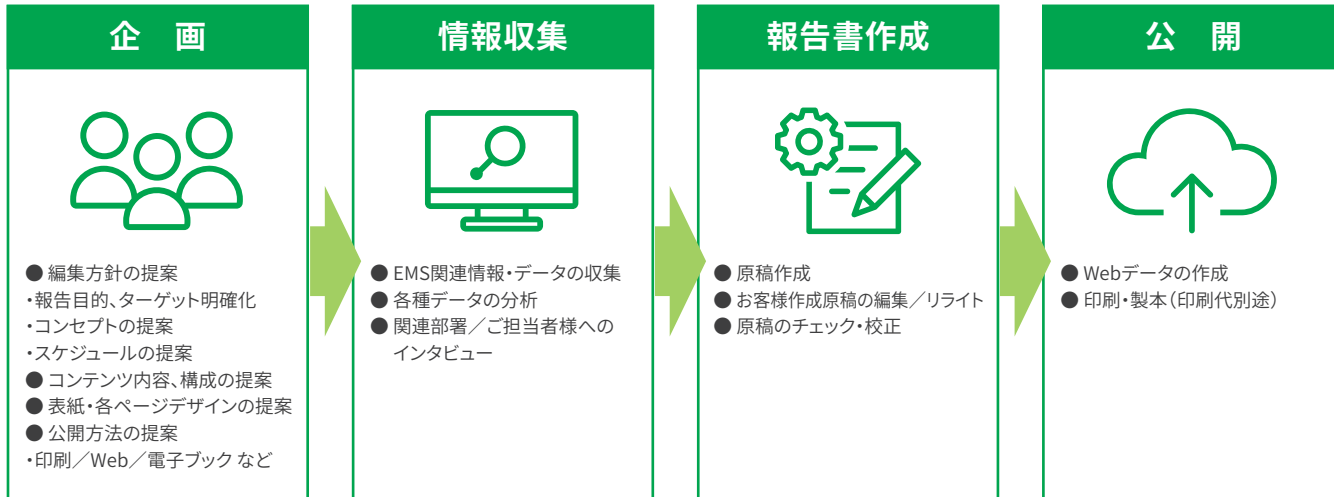 企　画
● 編集方針の提案
・報告目的、ターゲット明確化
・コンセプトの提案
・スケジュールの提案
● コンテンツ内容、構成の提案
● 表紙・各ページデザインの提案
● 公開方法の提案
・印刷／Web／電子ブック など
情報収集
● EMS関連情報・データの収集
● 各種データの分析
● 関連部署／ご担当者様への
インタビュー
報告書作成
● 原稿作成
● お客様作成原稿の編集／リライト
● 原稿のチェック・校正
公　開
● Webデータの作成
● 印刷・製本（印刷代別途）